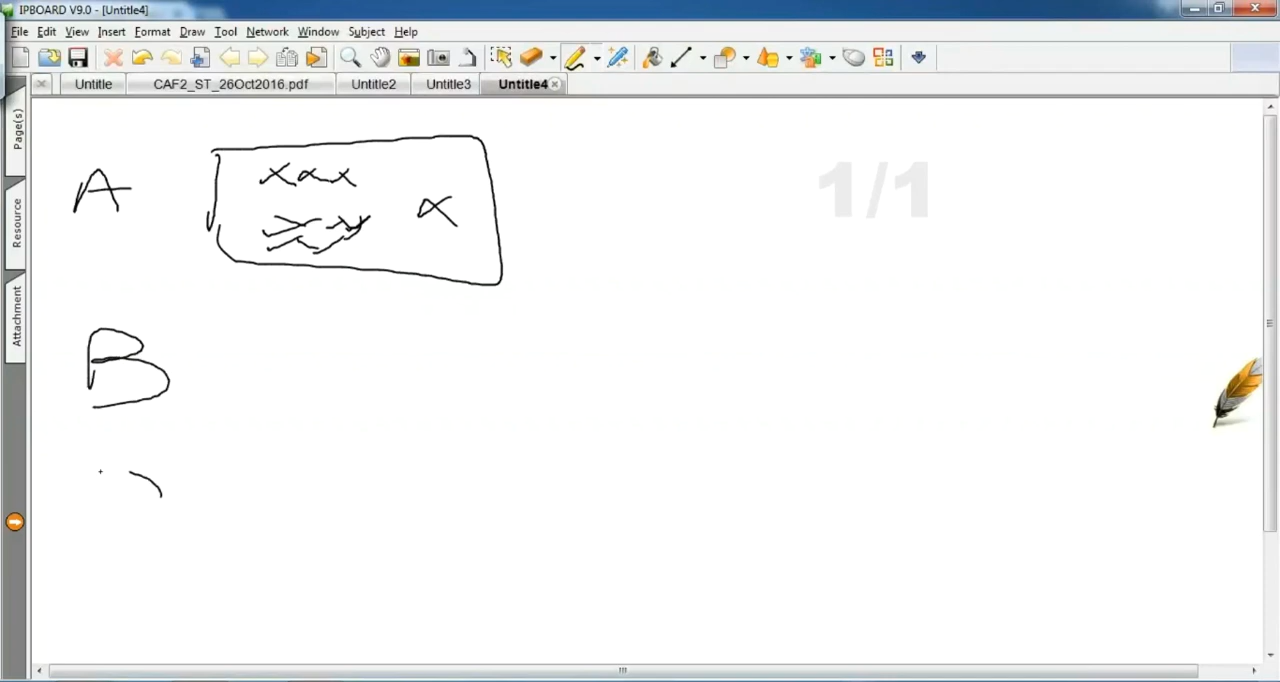 IPBOARD V9.0 - [Untitle4]
File Edit View Insert Format Draw Tool Network Window Subject Help
Untitle CAF2_ST_26Oct2016.pdf Untitle2 Untitle3 Untitle4
Page(s)
Resource
Attachment
1/1
A
B